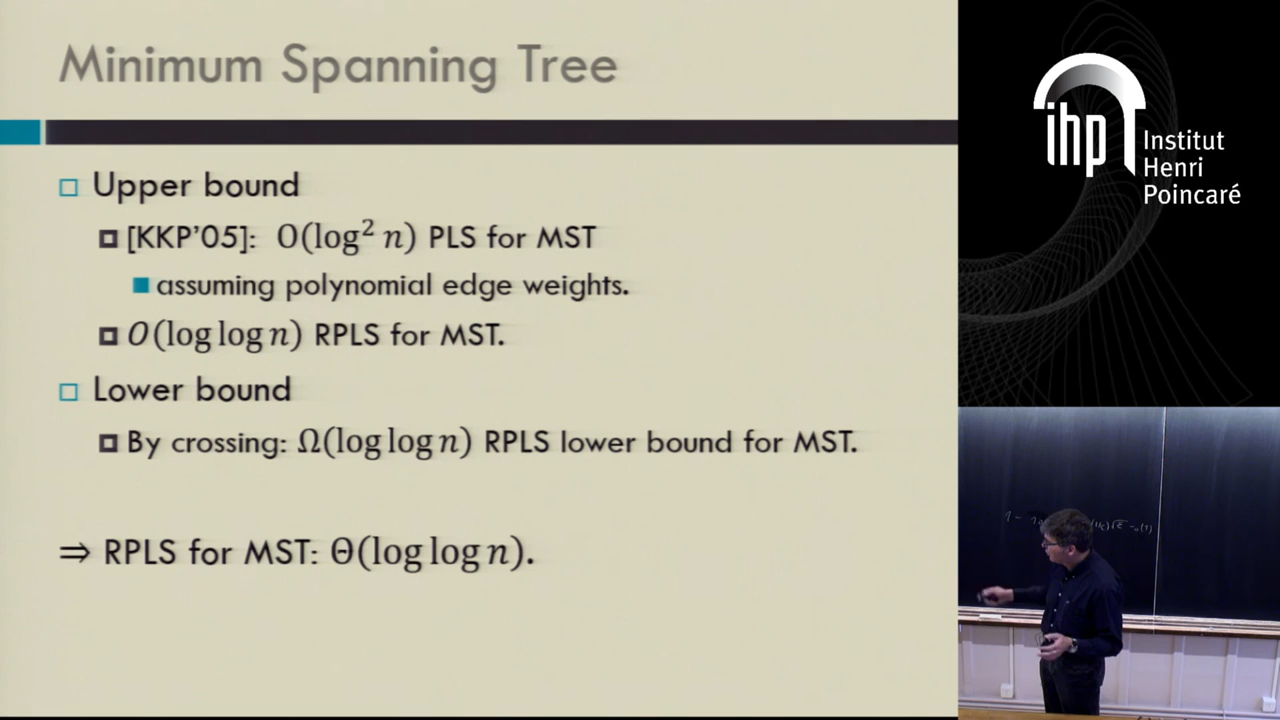 Minimum Spanning Tree
Upper bound
[KKP'05]: O(log² n) PLS for MST
assuming polynomial edge weights.
O(log log n) RPLS for MST.
Lower bound
By crossing: Ω(log log n) RPLS lower bound for MST.
⇒ RPLS for MST: Θ(log log n).
ihp
Institut
Henri
Poincaré